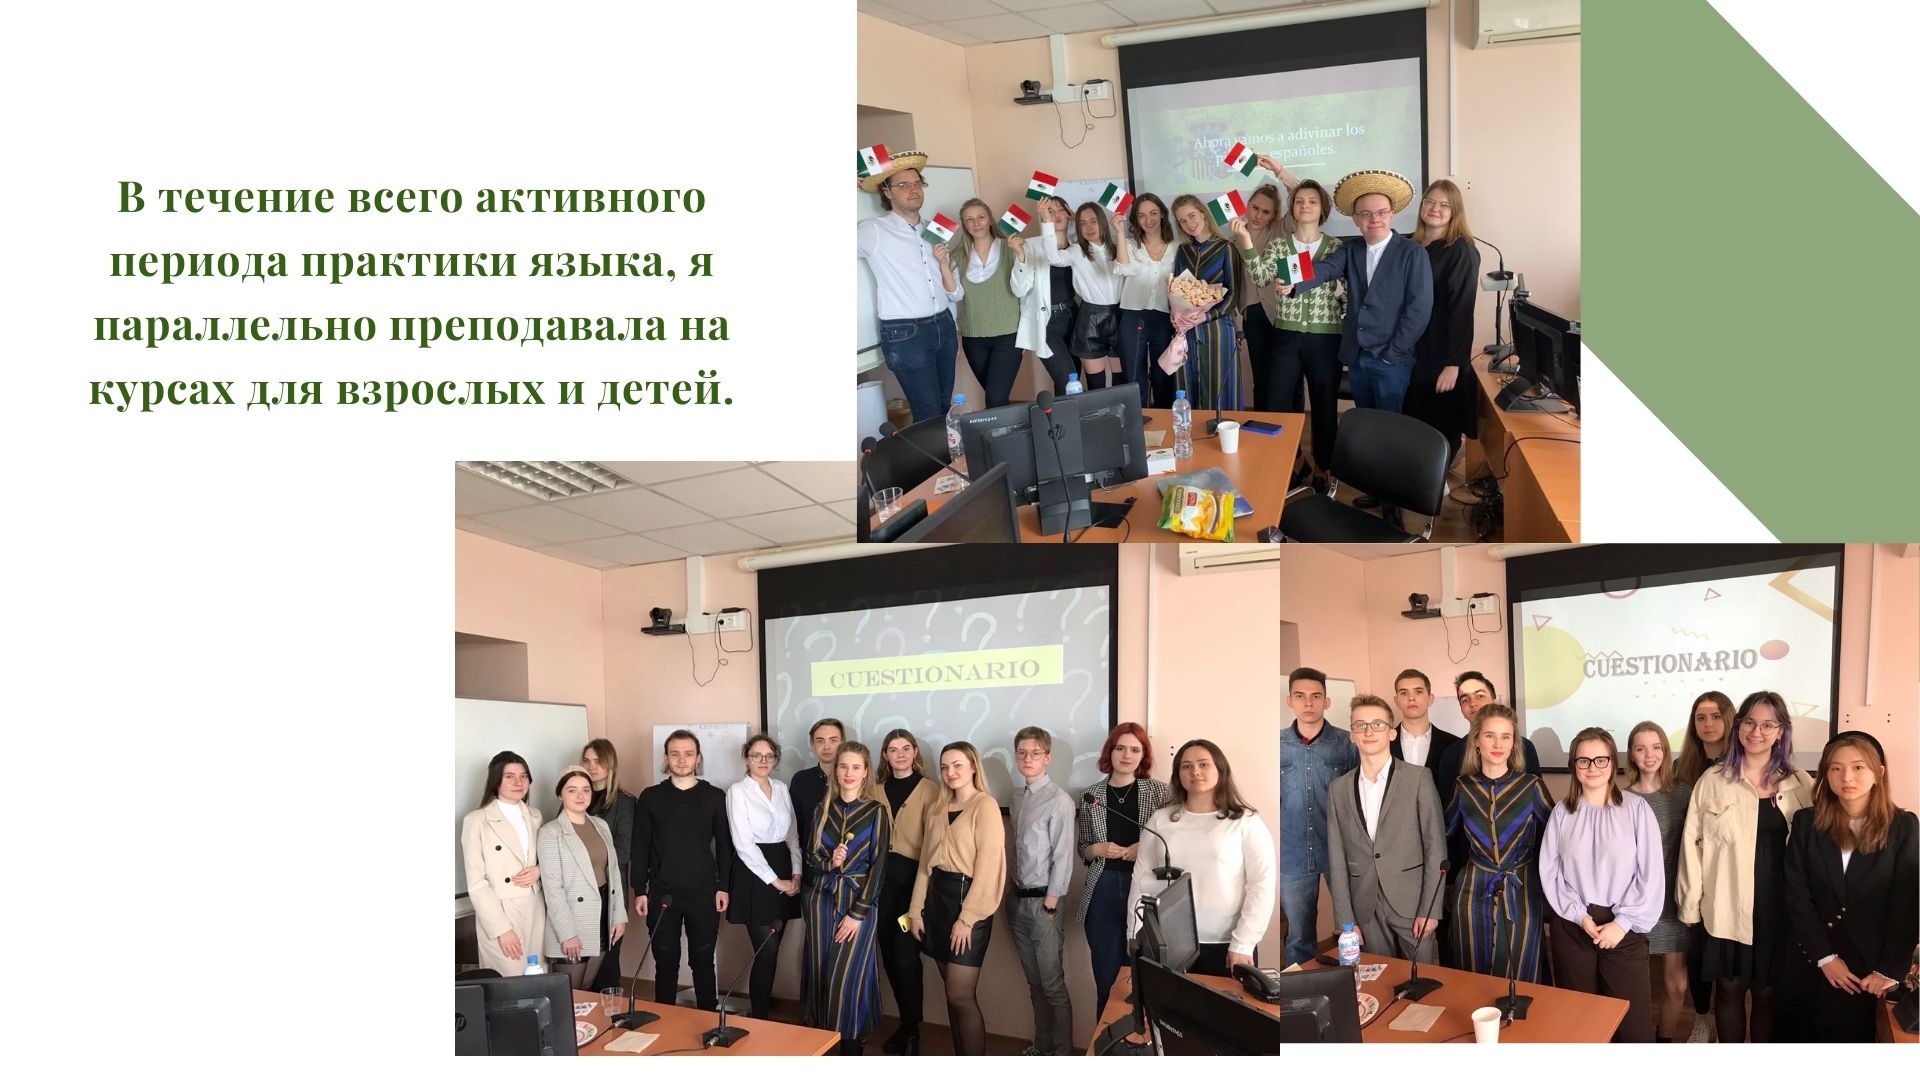 В течение всего активного
периода практики языка, я
параллельно преподавала на
курсах для взрослых и детей.
Ahora vamos a adivinar los
españoles.
CUESTIONARIO
CUESTIONARIO